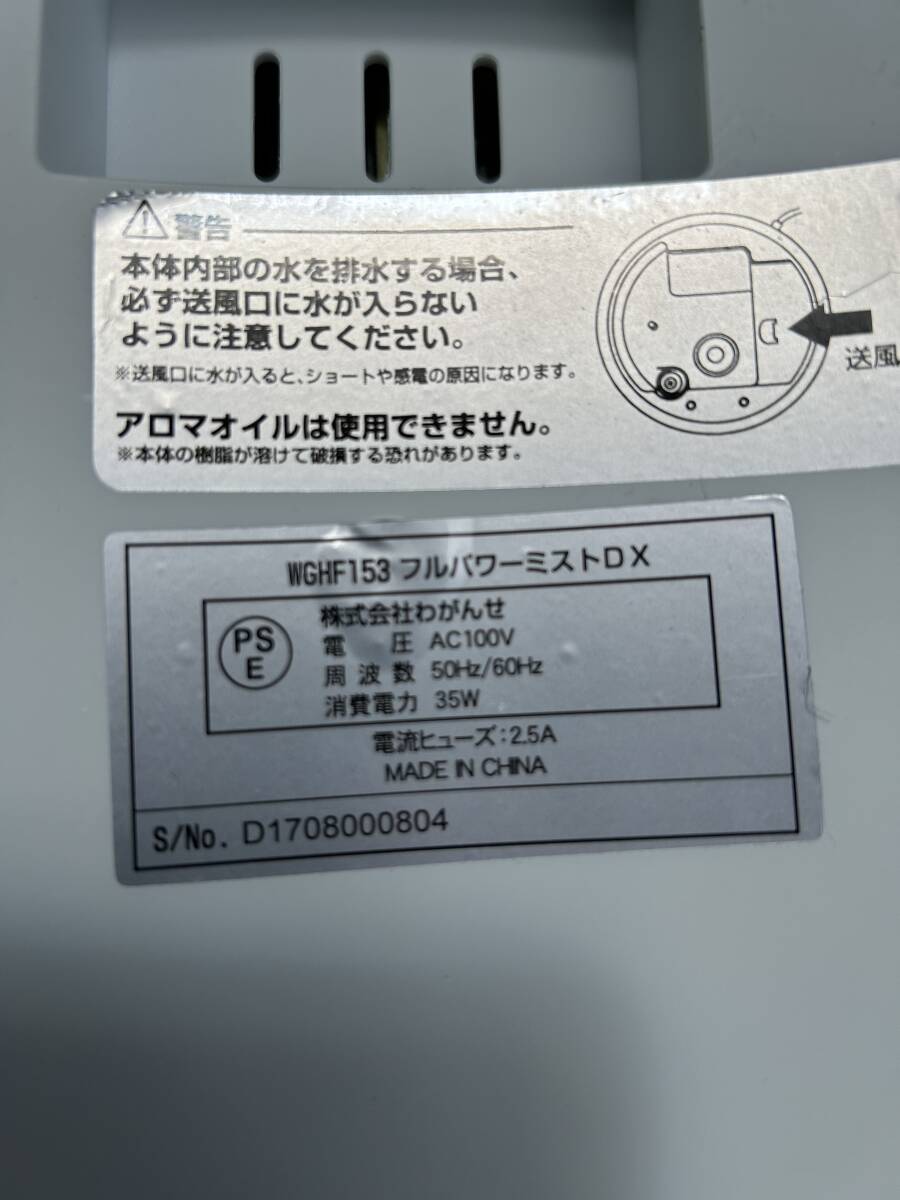 警告
本体内部の水を排水する場合、
必ず送風口に水が入らない
ように注意してください。
※送風口に水が入ると、ショートや感電の原因になります。
送風
アロマオイルは使用できません。
※本体の樹脂が溶けて破損する恐れがあります。
WGHF153 フルパワーミストDX
PS
E
株式会社わがんせ
電 圧 AC100V
周波数 50Hz/60Hz
消費電力 35W
電流ヒューズ:2.5A
MADE IN CHINA
S/No. D1708000804